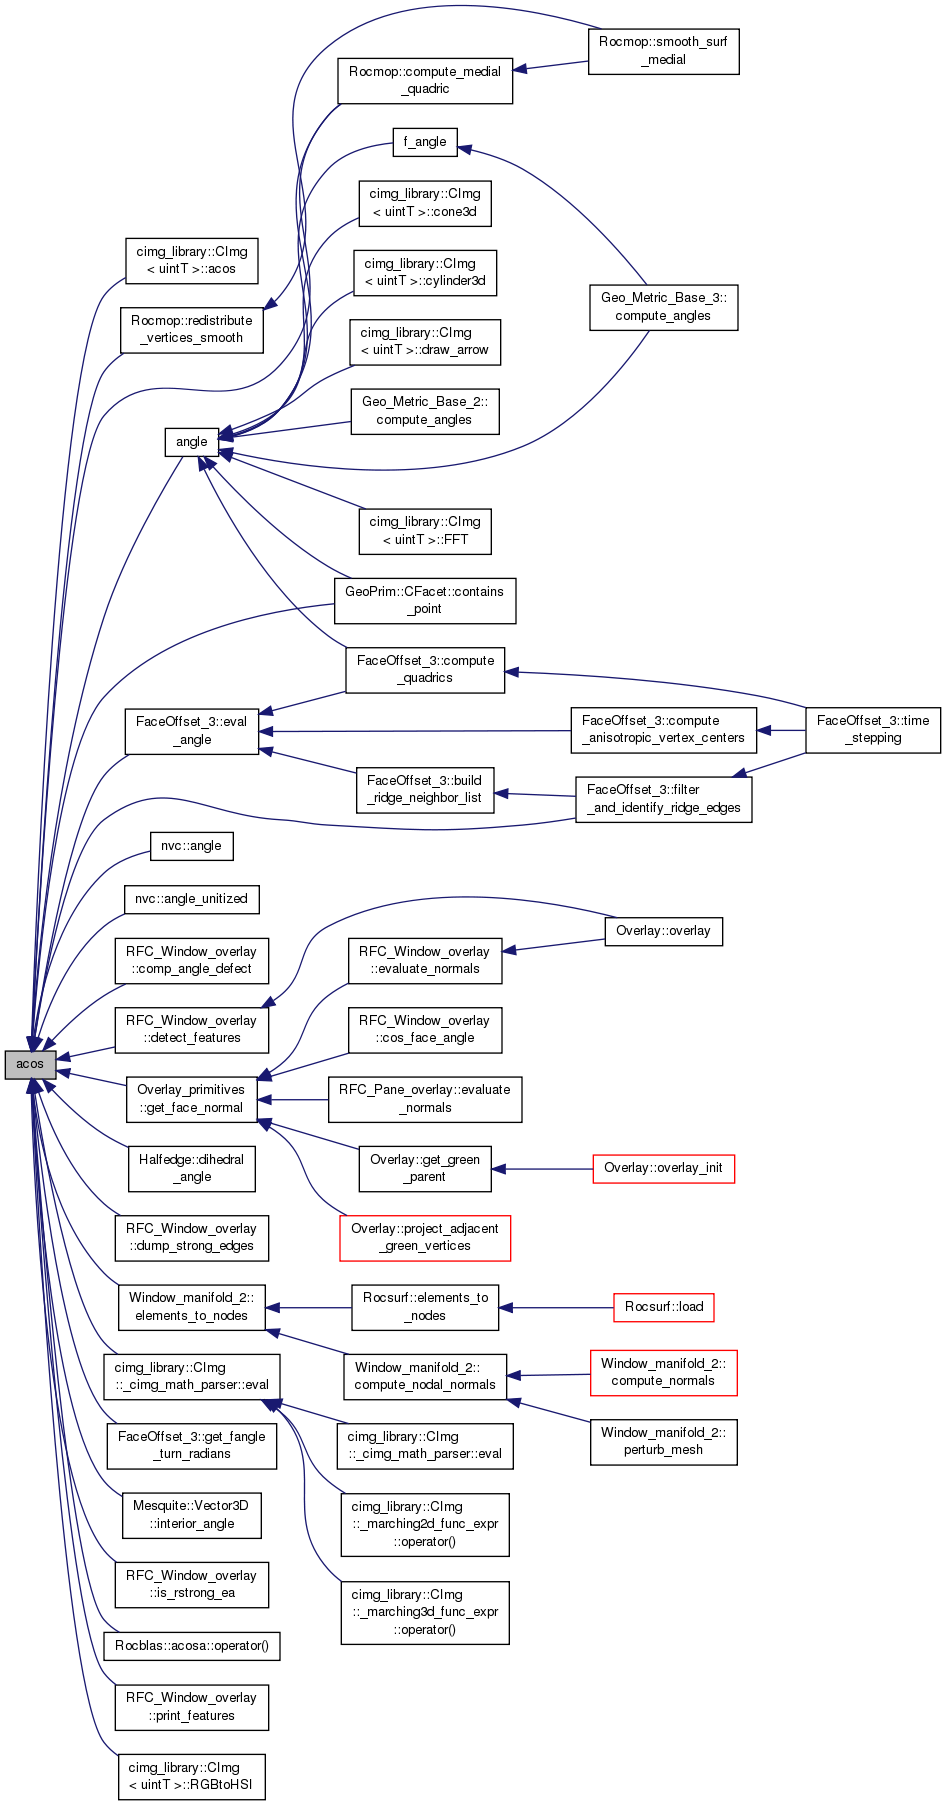 Rocmop::smooth_surf
_medial
Rocmop::compute_medial
_quadric
f_angle
cimg_library::CImg
< uintT >::cone3d
cimg_library::CImg
< uintT >::acos
cimg_library::CImg
< uintT >::cylinder3d
Geo_Metric_Base_3::
compute_angles
Rocmop::redistribute
_vertices_smooth
cimg_library::CImg
< uintT >::draw_arrow
Geo_Metric_Base_2::
compute_angles
angle
cimg_library::CImg
< uintT >::FFT
GeoPrim::CFacet::contains
_point
FaceOffset_3::compute
_quadrics
FaceOffset_3::eval
_angle
FaceOffset_3::compute
_anisotropic_vertex_centers
FaceOffset_3::time
_stepping
FaceOffset_3::build
_ridge_neighbor_list
FaceOffset_3::filter
_and_identify_ridge_edges
nvc::angle
nvc::angle_unitized
Overlay::overlay
RFC_Window_overlay
::comp_angle_defect
RFC_Window_overlay
::evaluate_normals
RFC_Window_overlay
::detect_features
RFC_Window_overlay
::cos_face_angle
acos
Overlay_primitives
::get_face_normal
RFC_Pane_overlay::evaluate
_normals
Halfedge::dihedral
_angle
Overlay::get_green
_parent
Overlay::overlay_init
RFC_Window_overlay
::dump_strong_edges
Overlay::project_adjacent
_green_vertices
Window_manifold_2::
elements_to_nodes
Rocsurf::elements_to
_nodes
Rocsurf::load
cimg_library::CImg
::_cimg_math_parser::eval
Window_manifold_2::
compute_nodal_normals
Window_manifold_2::
compute_normals
FaceOffset_3::get_fangle
_turn_radians
cimg_library::CImg
::_cimg_math_parser::eval
Window_manifold_2::
perturb_mesh
Mesquite::Vector3D
::interior_angle
cimg_library::CImg
::_marching2d_func_expr
::operator()
RFC_Window_overlay
::is_rstrong_ea
cimg_library::CImg
::_marching3d_func_expr
::operator()
Rocblas::acosa::operator()
RFC_Window_overlay
::print_features
cimg_library::CImg
< uintT >::RGBtoHSI